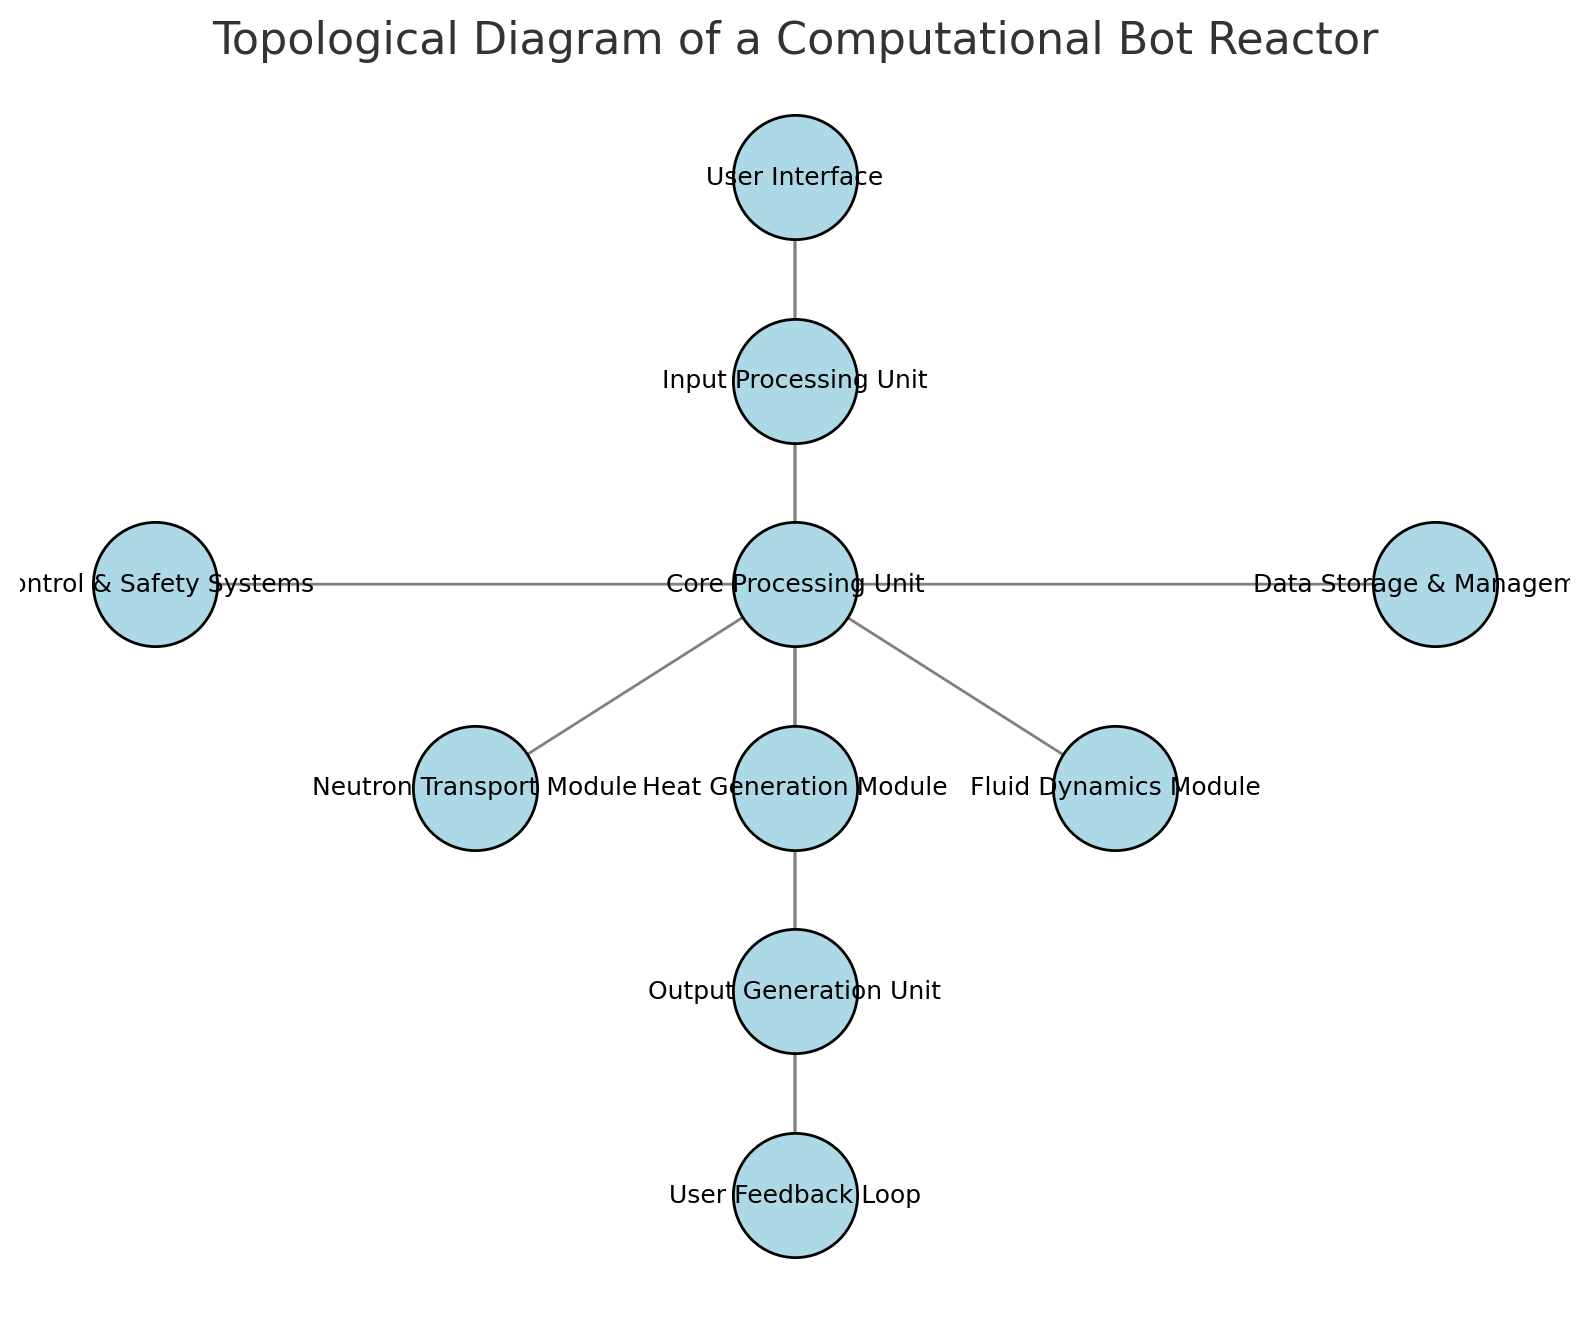 Topological Diagram of a Computational Bot Reactor
User Interface
Input Processing Unit
ontrol & Safety Systems
Core Processing Unit
Data Storage & Managem
Neutron Transport Module
Heat Generation Module
Fluid Dynamics Module
Output Generation Unit
User Feedback Loop